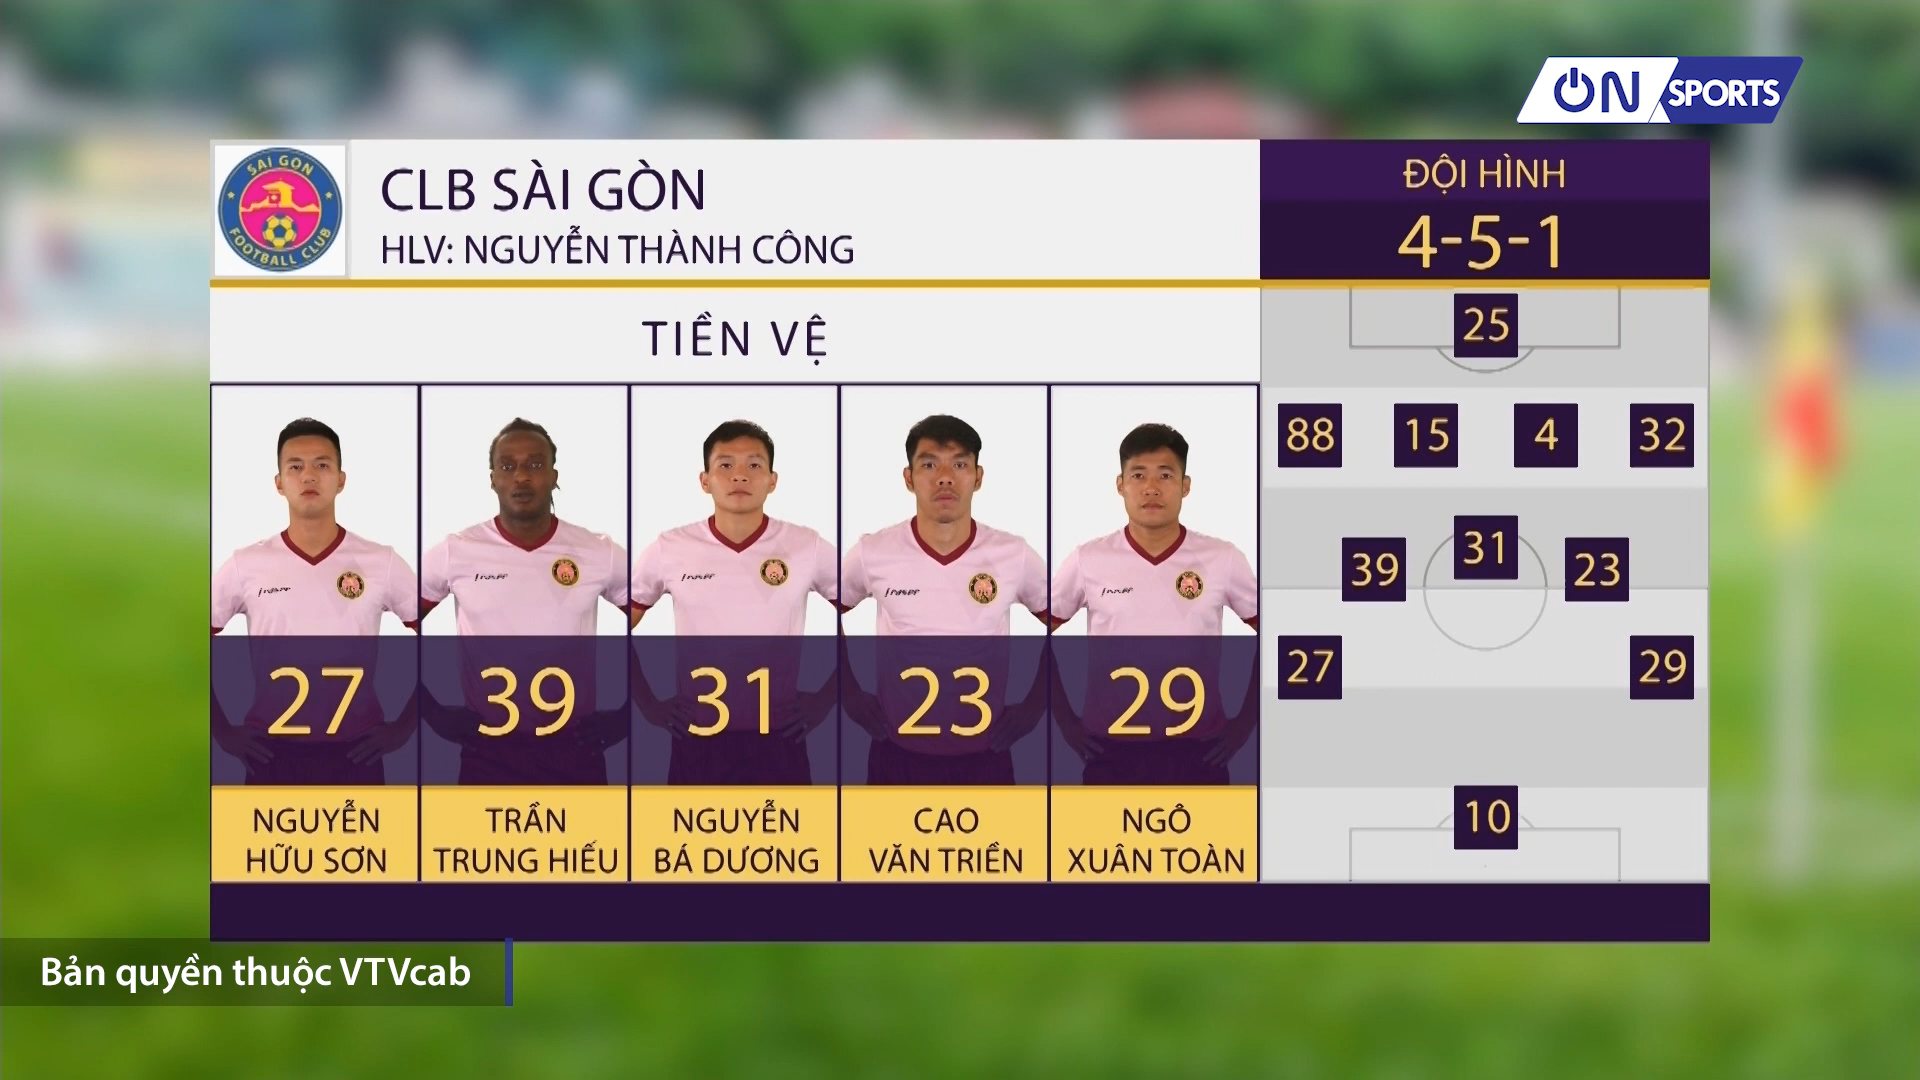 ON SPORTS
SAI GON
FOOTBALL CLUB
CLB SÀI GÒN
HLV: NGUYỄN THÀNH CÔNG
ĐỘI HÌNH
4-5-1
TIỀN VỆ
27
39
31
23
29
NGUYỄN
HỮU SƠN
TRẦN
TRUNG HIẾU
NGUYỄN
BÁ DƯƠNG
CAO
VĂN TRIỀN
NGÔ
XUÂN TOÀN
25
88 15 4 32
31
39 23
27 29
10
Bản quyền thuộc VTVcab